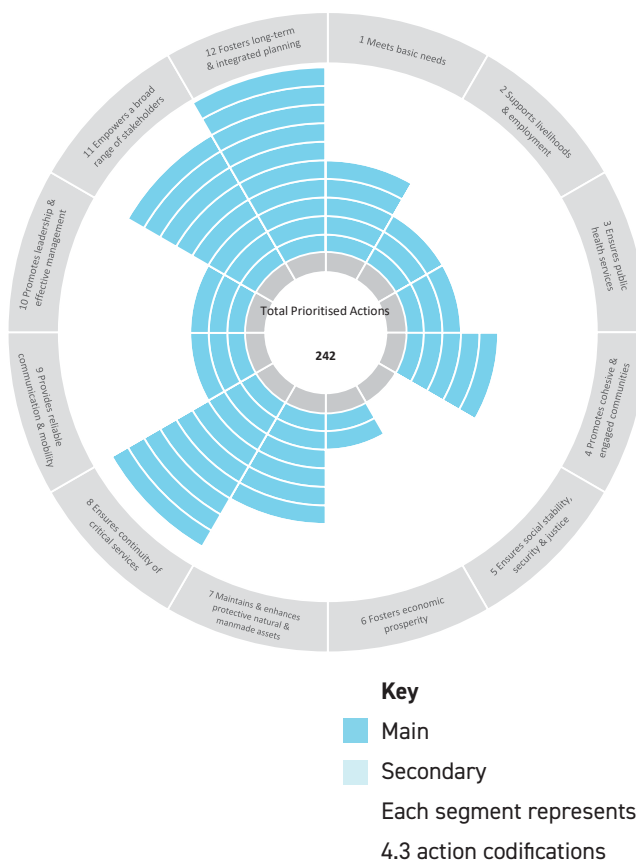 12 Fosters long-term
& integrated planning
1 Meets basic needs
2 Supports livelihoods
& employment
3 Ensures public
health services
4 Promotes cohesive &
engaged communities
5 Ensures social stability,
security & justice
6 Fosters economic
prosperity
7 Maintains & enhances
protective natural &
manmade assets
8 Ensures continuity of
critical services
9 Provides reliable
communication & mobility
10 Promotes leadership &
effective management
11 Empowers a broad
range of stakeholders
Total Prioritised Actions
242
Key
Main
Secondary
Each segment represents
4.3 action codifications